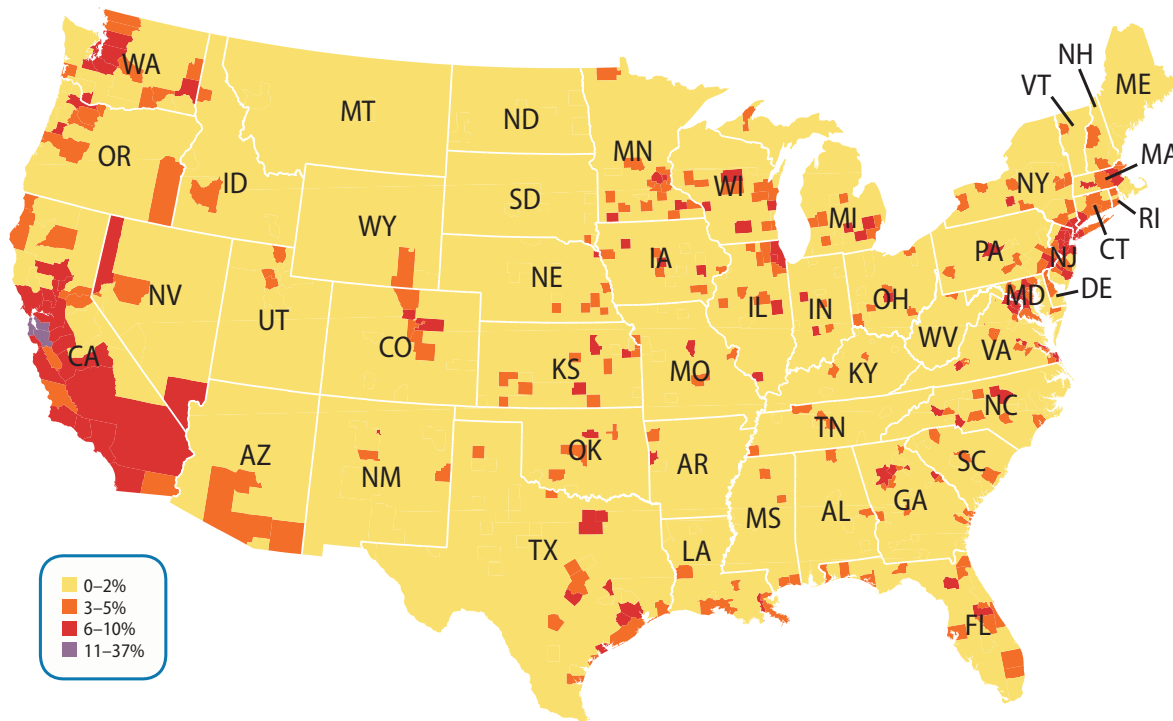 NH
VT
ME
WA
MT
ND
MN
MA
OR
ID
SD
WI
NY
MI
RI
WY
CT
PA
NJ
NV
NE
IA
DE
UT
IL
IN
OH
MD
CA
CO
WV
KS
MO
KY
VA
AZ
NM
OK
AR
TN
NC
SC
TX
LA
MS
AL
GA
FL
0–2%
3–5%
6–10%
11–37%